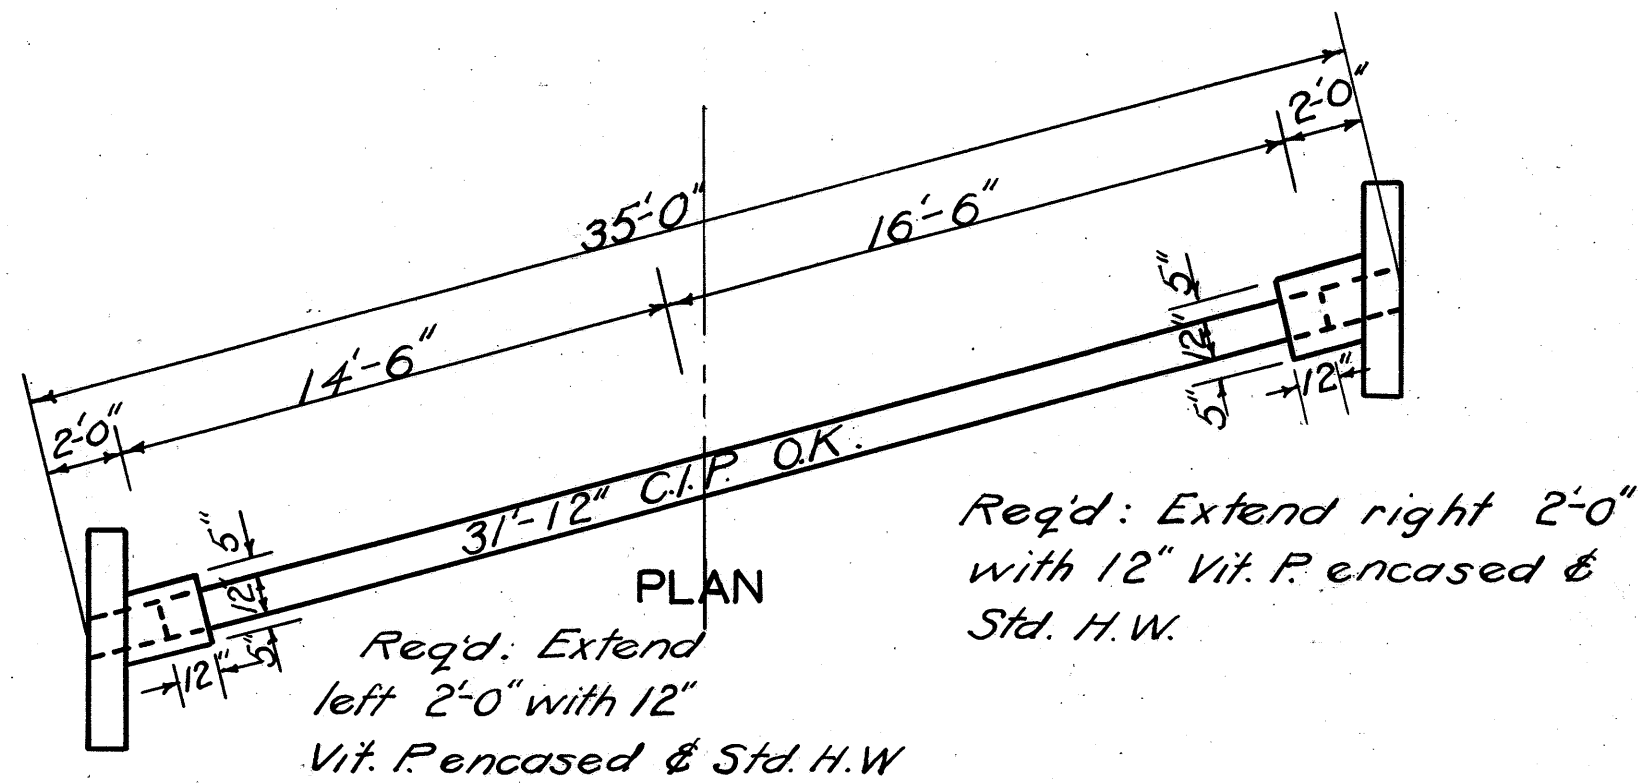 2'-0"
35'-0"
16'-6"
14'-6"
2'-0"
5"
12"
5"
12"
31'-12" C.I.P. O.K.
5"
12"
5"
12"
PLAN
Req'd: Extend right 2'-0"
with 12" Vit. P. encased &
Std. H.W.
Req'd: Extend
left 2'-0" with 12"
Vit. P. encased & Std. H.W